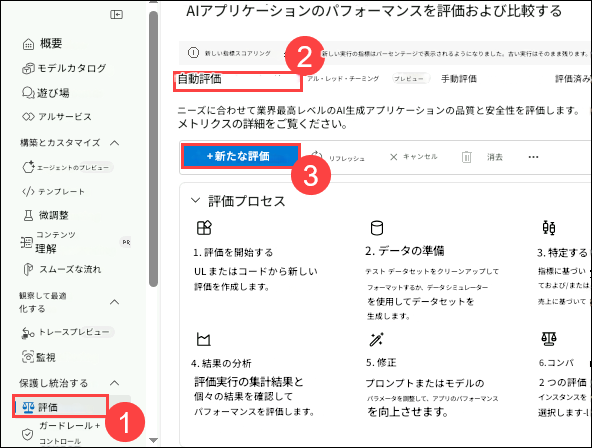 AIアプリケーションのパフォーマンスを評価および比較する
概要
モデルカタログ
遊び場
アルサービス
構築とカスタマイズ
エージェントのプレビュー
テンプレート
微調整
コンテンツ
理解
PR
スムーズな流れ
観察して最適
化する
トレースプレビュー
監視
保護し統治する
評価
1
ガードレール+
コントロール
新しい指標スコアリング
新しい実行の指標はパーセンテージで表示されるようになりました。古い実行はそのまま残ります。
2
自動評価
アル・レッド・チーミング
プレビュー
手動評価
評価済み
ニーズに合わせて業界最高レベルのAI生成アプリケーションの品質と安全性を評価します。
メトリクスの詳細をご覧ください。
+新たな評価
3
リフレッシュ
キャンセル
消去
...
評価プロセス
1. 評価を開始する
ULまたはコードから新しい
評価を作成します。
2. データの準備
テスト データセットをクリーンアップして
フォーマットするか、データシミュレーター
を使用してデータセットを
生成します。
3. 特定する
指標に基づい
ておよび/または
売上に基づいて
4. 結果の分析
評価実行の集計結果と
個々の結果を確認して
パフォーマンスを評価します。
5. 修正
プロンプトまたはモデルの
パラメータを調整して、アプリのパフォーマンス
を向上させます。
6.コンバ
2 つの評価
インスタンスを
選択します-l